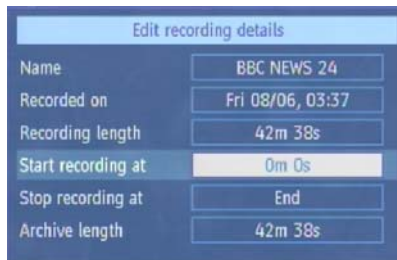 Edit recording details
Name BBC NEWS 24
Recorded on Fri 08/06, 03:37
Recording length 42m 38s
Start recording at 0m 0s
Stop recording at End
Archive length 42m 38s